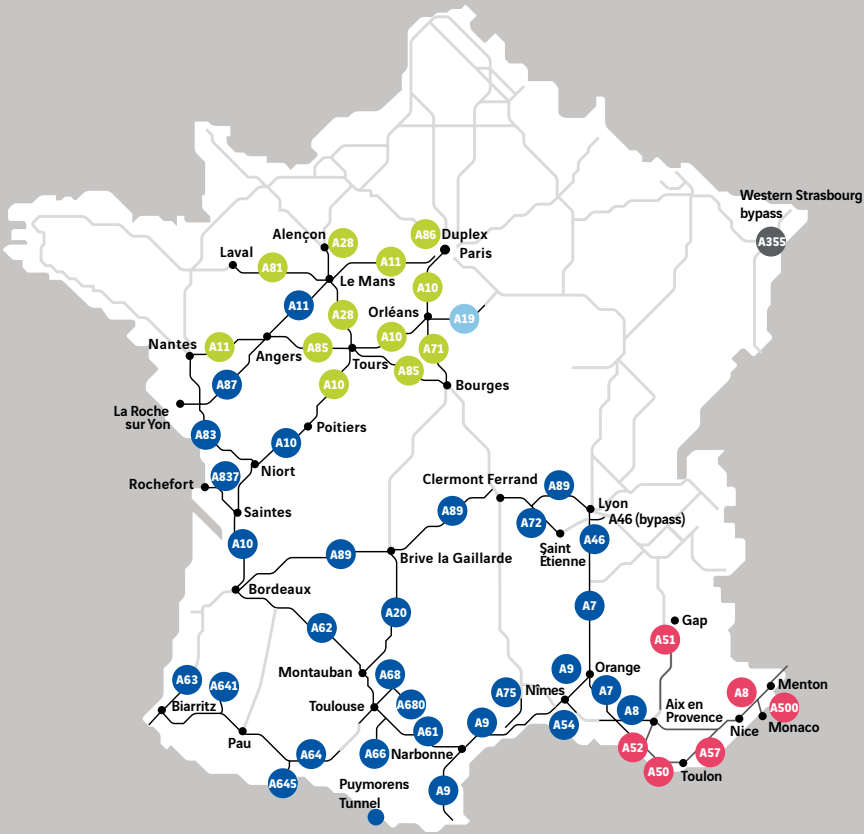 Western Strasbourg
bypass
A355
Alençon
A28
A86
Duplex
Paris
Laval
A81
A11
Le Mans
A10
A11
A28
Orléans
A19
Nantes
A11
Angers
A85
Tours
A10
A71
A87
A10
A85
Bourges
La Roche
sur Yon
A83
Poitiers
A10
Niort
Rochefort
A837
Saintes
Clermont Ferrand
A89
A89
Lyon
A46 (bypass)
A72
A46
Saint
Étienne
A10
A89
Brive la Gaillarde
Bordeaux
A20
A7
A62
Gap
A51
Montauban
A9
Orange
A63
A641
A68
A75
Nîmes
A7
A8
Menton
Biarritz
Toulouse
A680
A9
A54
A8
Aix en
Provence
A500
Monaco
Nice
Pau
A61
A64
A66
Narbonne
A52
A57
A645
A50
Toulon
Puymorens
Tunnel
A9